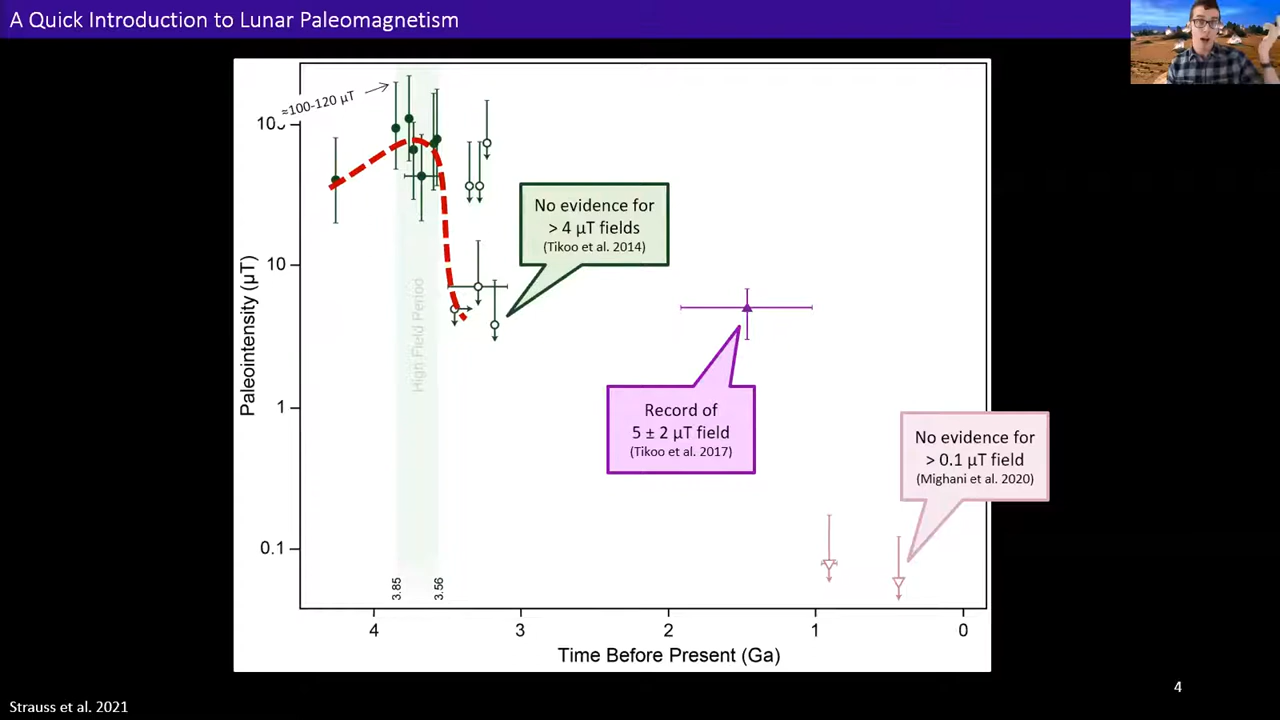 A Quick Introduction to Lunar Paleomagnetism
≈100-120 µT
10
10
1
0.1
Paleointensity (µT)
High Field Period
3.85
3.56
No evidence for
> 4 µT fields
(Tikoo et al. 2014)
Record of
5 ± 2 µT field
(Tikoo et al. 2017)
No evidence for
> 0.1 µT field
(Mighani et al. 2020)
4 3 2 1 0
Time Before Present (Ga)
4
Strauss et al. 2021